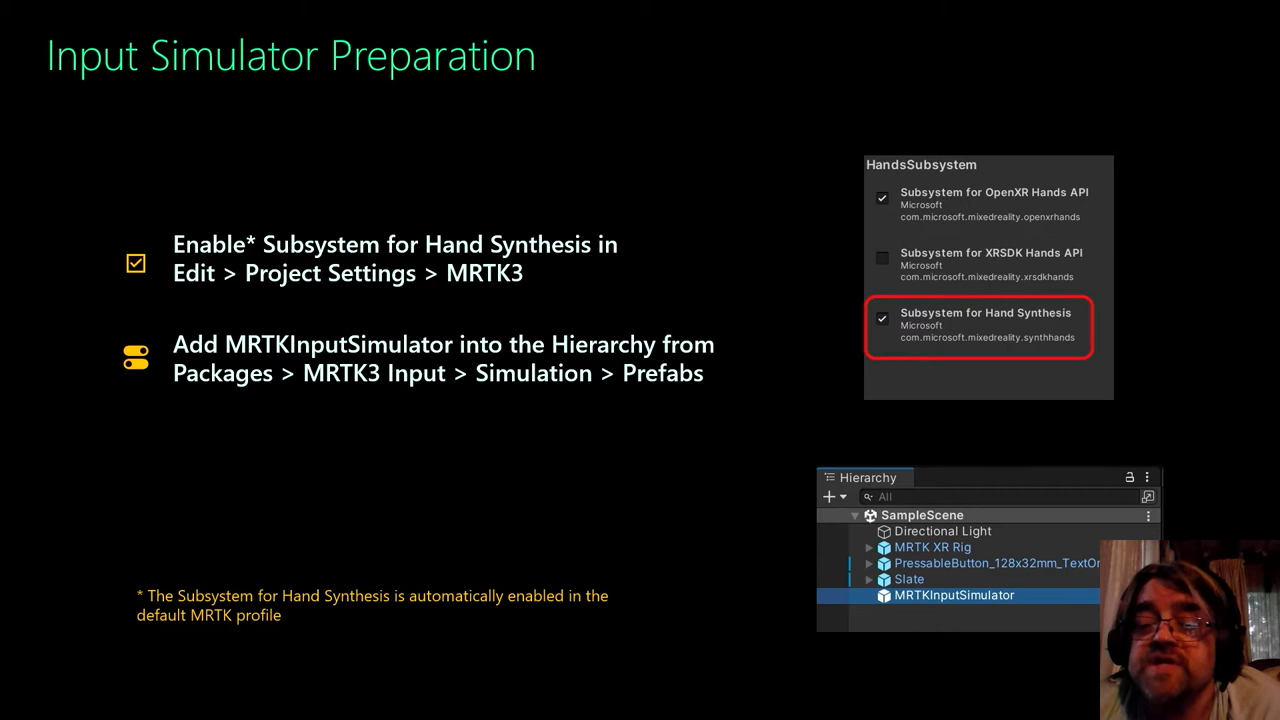 Input Simulator Preparation
Enable* Subsystem for Hand Synthesis in
Edit > Project Settings > MRTK3
Add MRTKInputSimulator into the Hierarchy from
Packages > MRTK3 Input > Simulation > Prefabs
* The Subsystem for Hand Synthesis is automatically enabled in the
default MRTK profile
HandsSubsystem
Subsystem for OpenXR Hands API
Microsoft
com.microsoft.mixedreality.openxrhands
Subsystem for XRSDK Hands API
Microsoft
com.microsoft.mixedreality.xrsdkhands
Subsystem for Hand Synthesis
Microsoft
com.microsoft.mixedreality.synthhands
Hierarchy
All
SampleScene
Directional Light
MRTK XR Rig
PressableButton_128x32mm_TextOr
Slate
MRTKInputSimulator